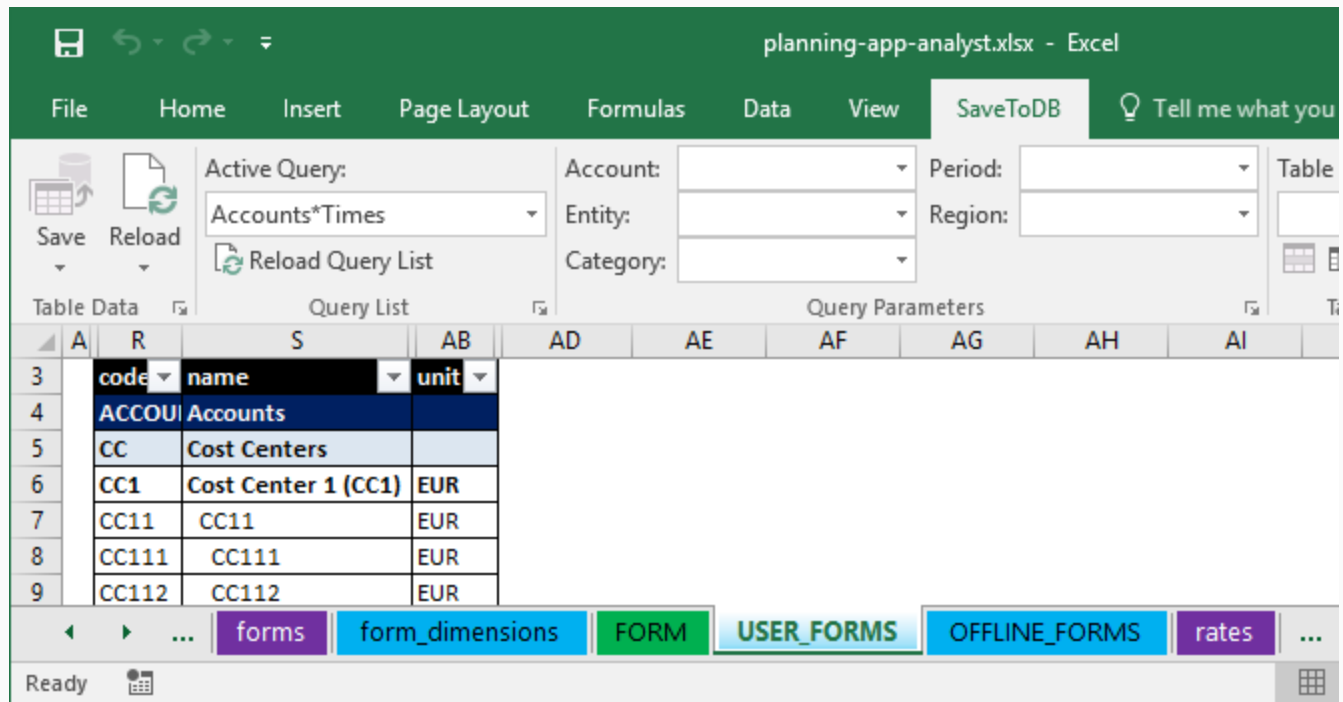 planning-app-analyst.xlsx - Excel
File Home Insert Page Layout Formulas Data View SaveToDB Tell me what you
Active Query: Account: Period: Table
Accounts*Times Entity: Region:
Save Reload Reload Query List Category:
Table Data Query List Query Parameters
A R S AB AD AE AF AG AH AI
3 code name unit
4 ACCOU Accounts
5 CC Cost Centers
6 CC1 Cost Center 1 (CC1) EUR
7 CC11 CC11 EUR
8 CC111 CC111 EUR
9 CC112 CC112 EUR
... forms form_dimensions FORM USER_FORMS OFFLINE_FORMS rates ...
Ready